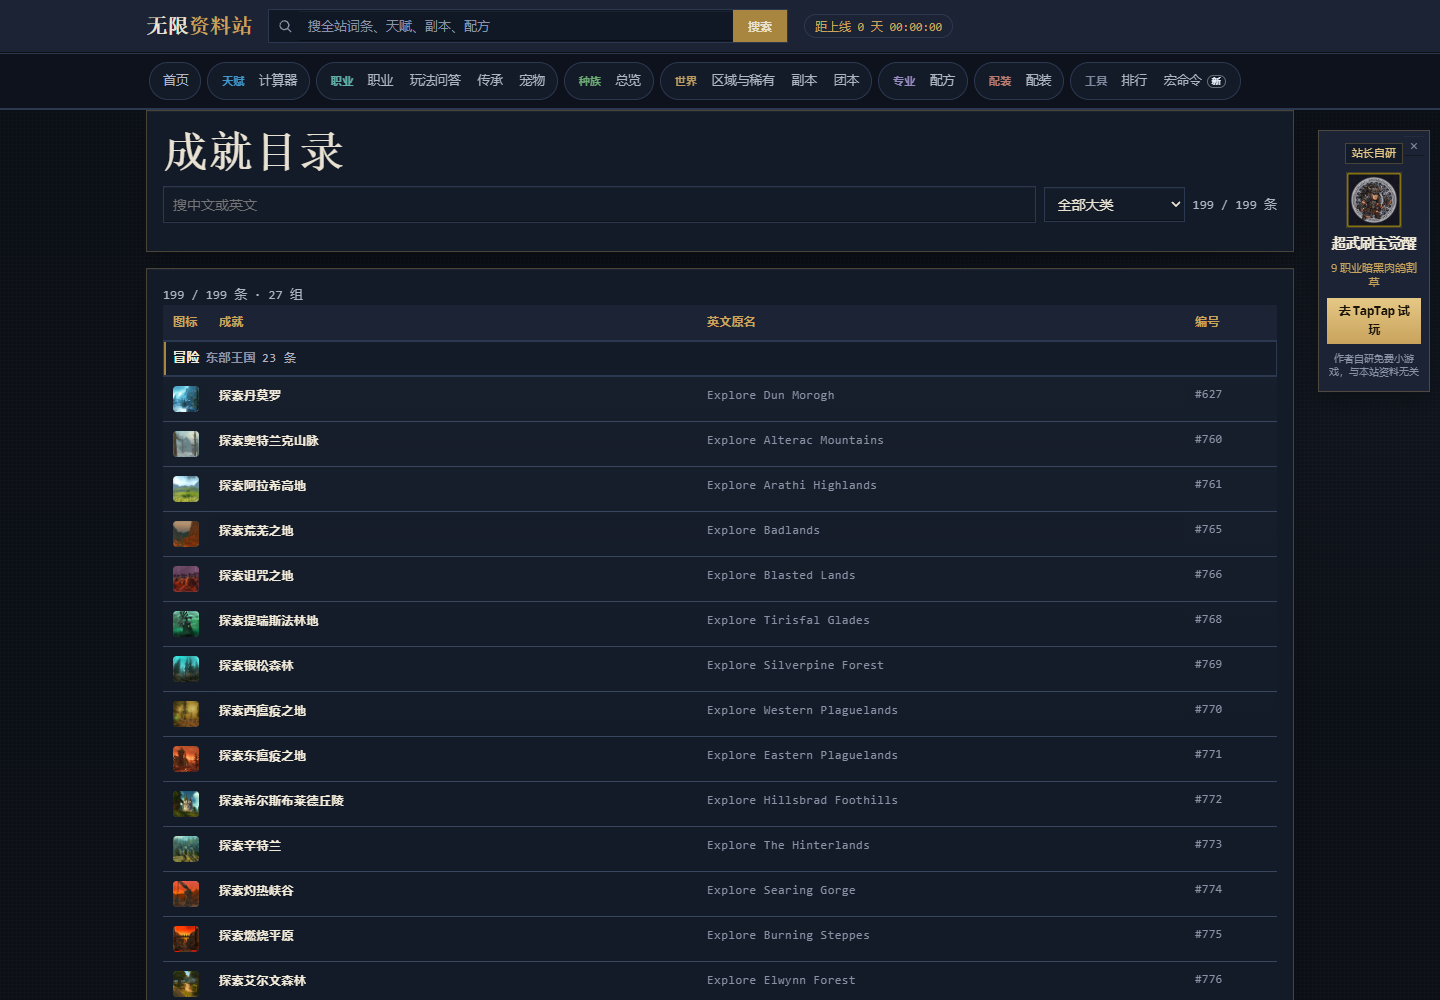 无限资料站
搜全站词条、天赋、副本、配方
搜索
距上线 0 天 00:00:00
首页
天赋 计算器
职业 职业 玩法问答 传承 宠物
种族 总览
世界 区域与稀有 副本 团本
专业 配方
配装 配装
工具 排行 宏命令 新
成就目录
搜中文或英文
全部大类
199 / 199 条
199 / 199 条 · 27 组
图标 成就 英文原名 编号
冒险 东部王国 23 条
探索丹莫罗 Explore Dun Morogh #627
探索奥特兰克山脉 Explore Alterac Mountains #760
探索阿拉希高地 Explore Arathi Highlands #761
探索荒芜之地 Explore Badlands #765
探索诅咒之地 Explore Blasted Lands #766
探索提瑞斯法林地 Explore Tirisfal Glades #768
探索银松森林 Explore Silverpine Forest #769
探索西瘟疫之地 Explore Western Plaguelands #770
探索东瘟疫之地 Explore Eastern Plaguelands #771
探索希尔斯布莱德丘陵 Explore Hillsbrad Foothills #772
探索辛特兰 Explore The Hinterlands #773
探索灼热峡谷 Explore Searing Gorge #774
探索燃烧平原 Explore Burning Steppes #775
探索艾尔文森林 Explore Elwynn Forest #776
站长自研
×
超武刷宝觉醒
9 职业暗黑肉鸽割
草
去 TapTap 试
玩
作者自研免费小游
戏，与本站资料无关